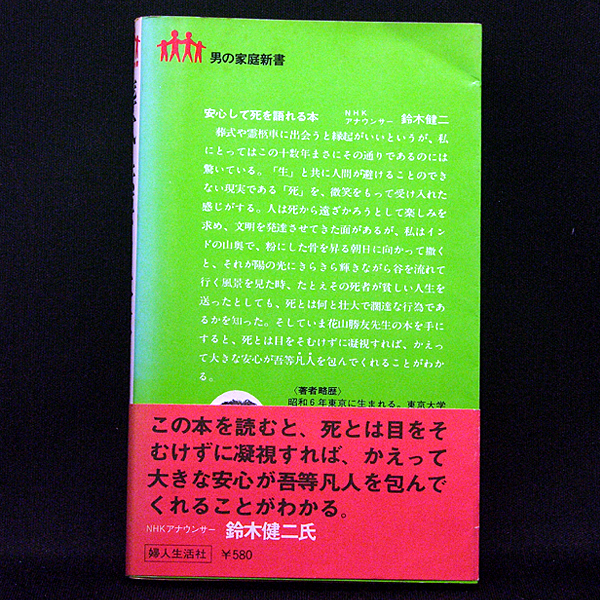 男の家庭新書
安心して死を語れる本 NHKアナウンサー 鈴木健二
葬式や霊柩車に出会うと縁起がいいというが、私
にとってはこの十数年まさにその通りであるのには
驚いている。「生」と共に人間が避けることのでき
ない現実である「死」を、微笑をもって受け入れた
感じがする。人は死から遠ざかろうとして楽しみを
求め、文明を発達させてきた面があるが、私はイン
ドの山奥で、粉にした骨を昇る朝日に向かって撒く
と、それが陽の光にきらきら輝きながら谷を流れて
行く風景を見た時、たとえその死者が貧しい人生を
送ったとしても、死とは何と壮大で濶達な行為であ
るかを知った。そしていま花山勝友先生の本を手に
すると、死とは目をそむけずに凝視すれば、かえっ
て大きな安心が吾等凡人を包んでくれることがわか
る。
〈著者略歴〉
昭和6年東京に生まれる。東京大学
この本を読むと、死とは目をそ
むけずに凝視すれば、かえって
大きな安心が吾等凡人を包んで
くれることがわかる。
NHKアナウンサー 鈴木健二氏
婦人生活社 ¥580